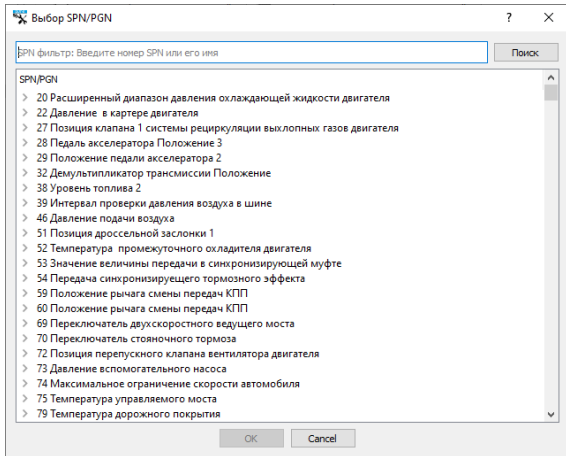 Выбор SPN/PGN
SPN фильтр: Введите номер SPN или его имя
Поиск
SPN/PGN
20 Расширенный диапазон давления охлаждающей жидкости двигателя
22 Давление в картере двигателя
27 Позиция клапана 1 системы рециркуляции выхлопных газов двигателя
28 Педаль акселератора Положение 3
29 Положение педали акселератора 2
32 Демультипликатор трансмиссии Положение
38 Уровень топлива 2
39 Интервал проверки давления воздуха в шине
46 Давление подачи воздуха
51 Позиция дроссельной заслонки 1
52 Температура промежуточного охладителя двигателя
53 Значение величины передачи в синхронизирующей муфте
54 Передача синхронизируещего тормозного эффекта
59 Положение рычага смены передач КПП
60 Положение рычага смены передач КПП
69 Переключатель двухскоростного ведущего моста
70 Переключатель стояночного тормоза
72 Позиция перепускного клапана вентилятора двигателя
73 Давление вспомогательного насоса
74 Максимальное ограничение скорости автомобиля
75 Температура управляемого моста
79 Температура дорожного покрытия
OK
Cancel